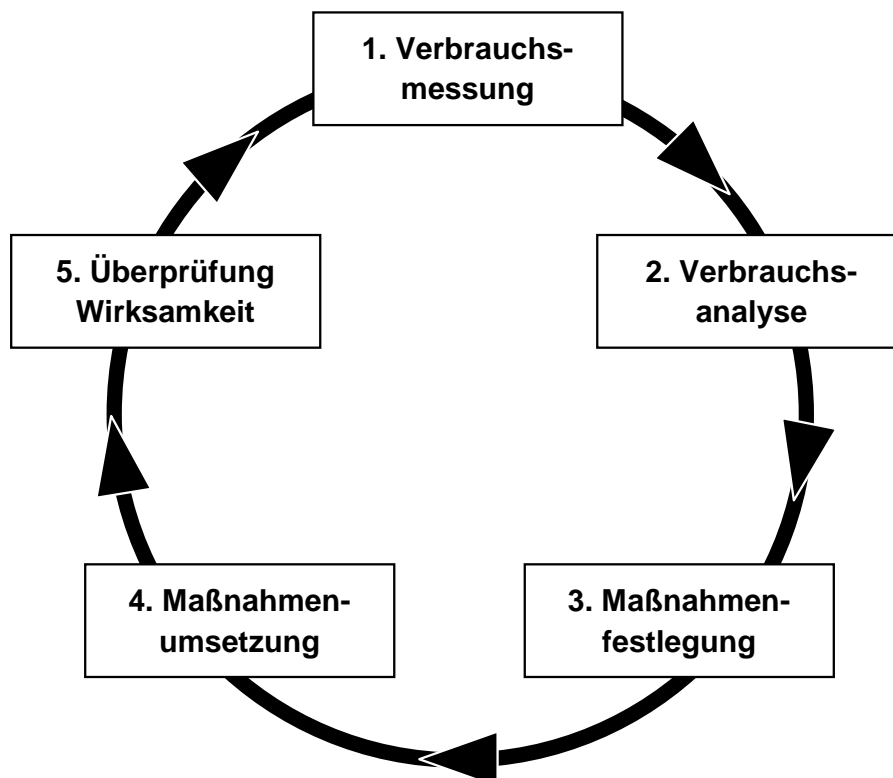 1. Verbrauchs-
messung
2. Verbrauchs-
analyse
3. Maßnahmen-
festlegung
4. Maßnahmen-
umsetzung
5. Überprüfung
Wirksamkeit